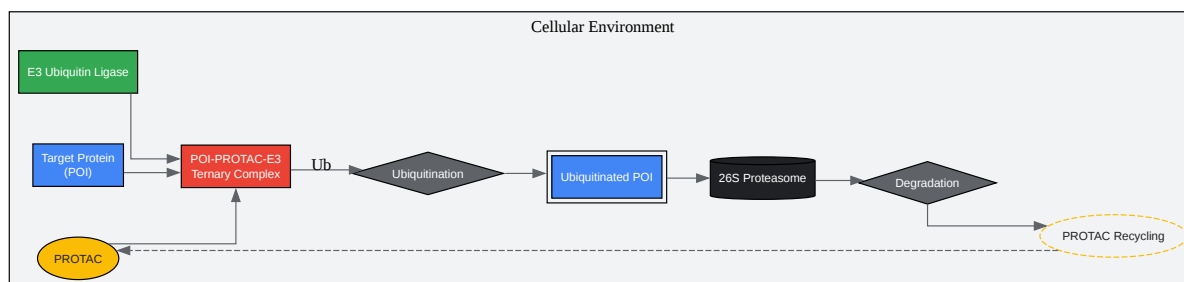 Cellular Environment
E3 Ubiquitin Ligase
Target Protein
(POI)
POI-PROTAC-E3
Ternary Complex
Ub
Ubiquitination
Ubiquitinated POI
26S Proteasome
Degradation
PROTAC Recycling
PROTAC